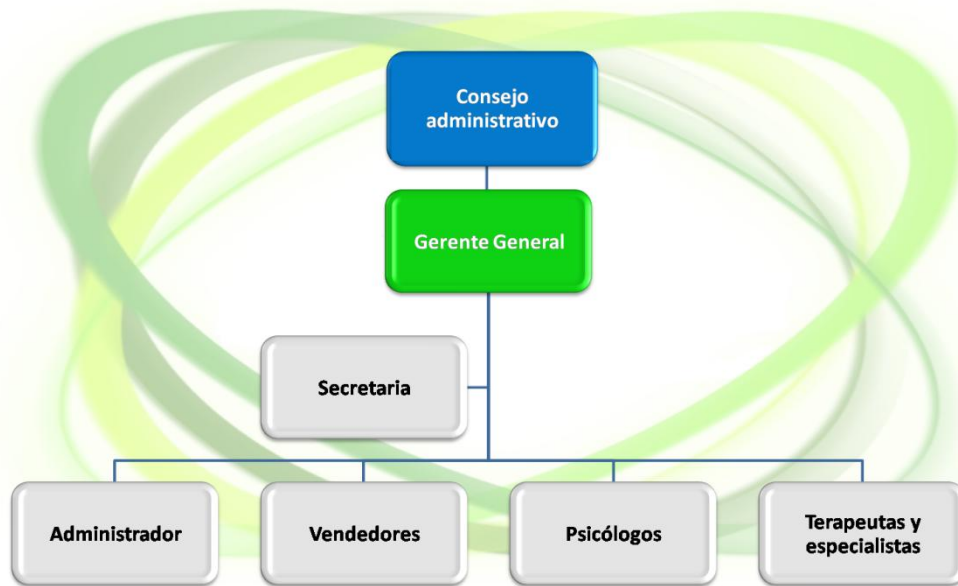 Consejo
administrativo
Gerente General
Secretaria
Administrador
Vendedores
Psicólogos
Terapeutas y
especialistas